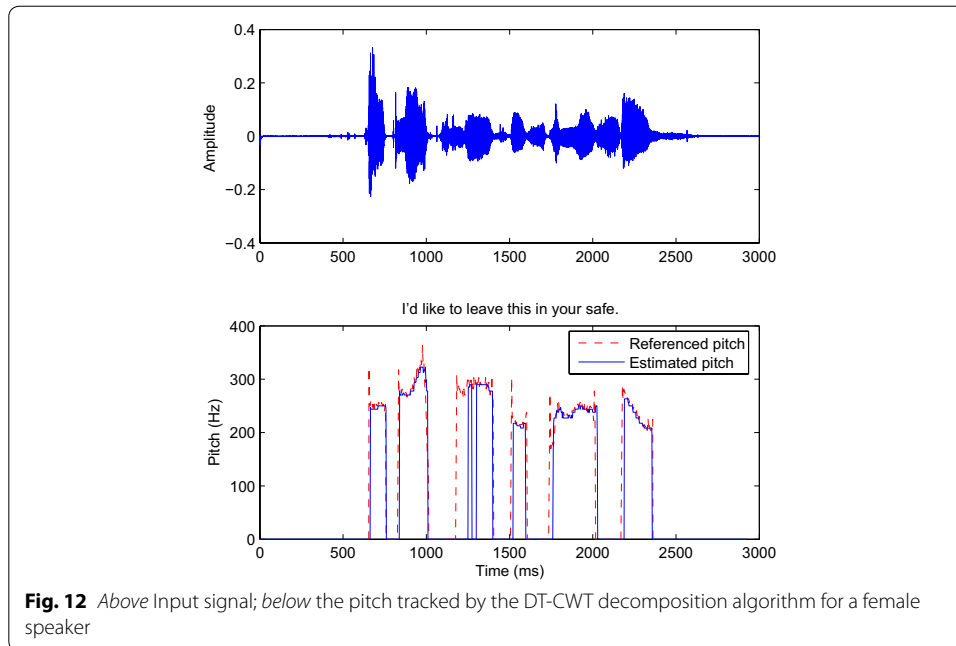 0.4
0.2
0
−0.2
−0.4
Amplitude
0 500 1000 1500 2000 2500 3000
I'd like to leave this in your safe.
400
300
200
100
0
Pitch (Hz)
Referenced pitch
Estimated pitch
0 500 1000 1500 2000 2500 3000
Time (ms)
Fig. 12 Above Input signal; below the pitch tracked by the DT-CWT decomposition algorithm for a female
speaker